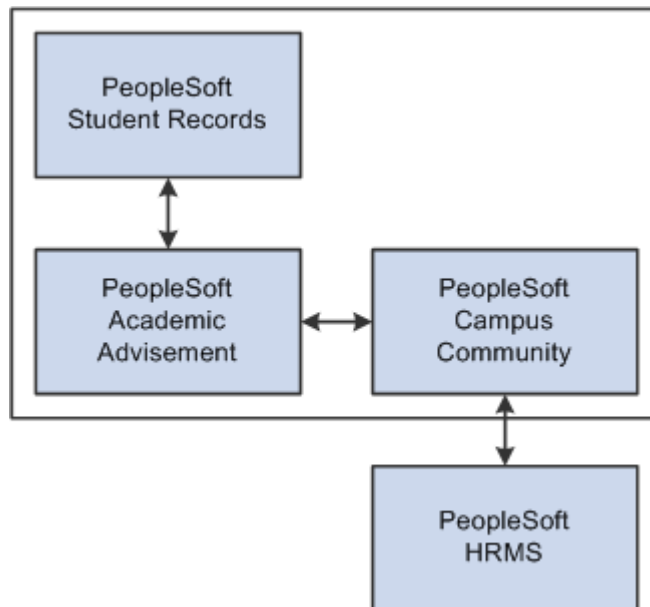 PeopleSoft
Student Records
PeopleSoft
Academic
Advisement
PeopleSoft
Campus
Community
PeopleSoft
HRMS